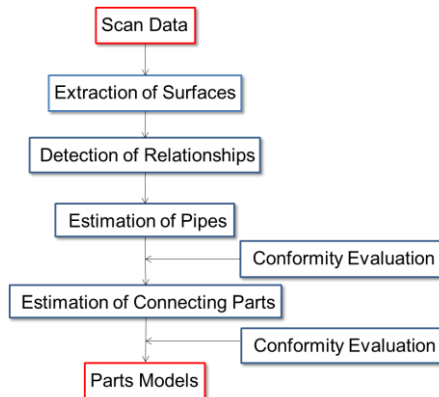 Scan Data
Extraction of Surfaces
Detection of Relationships
Estimation of Pipes
Conformity Evaluation
Estimation of Connecting Parts
Conformity Evaluation
Parts Models